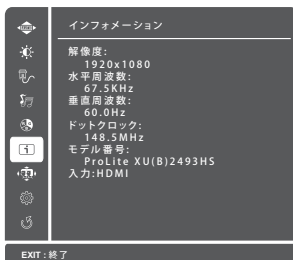 インフォメーション
解像度:
1920x1080
水平周波数:
67.5KHz
垂直周波数:
60.0Hz
ドットクロック:
148.5MHz
モデル番号:
ProLite XU(B)2493HS
入力:HDMI
EXIT : 終了